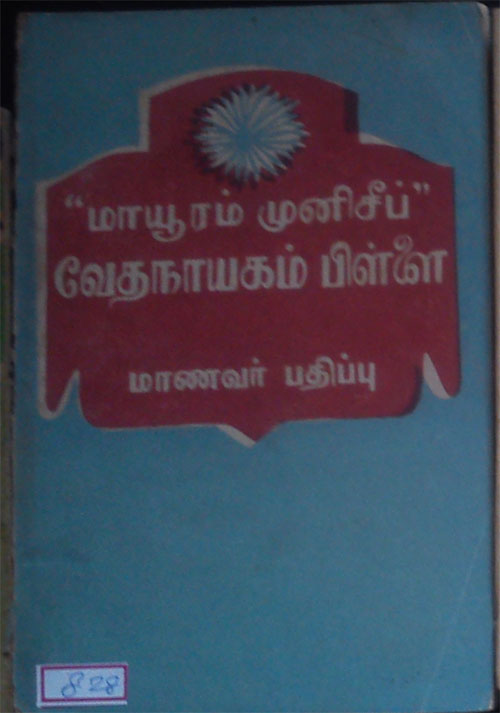 “மாயூரம் முனிசீப்”
வேதநாயகம் பிள்ளை
மாணவர் பதிப்பு
828